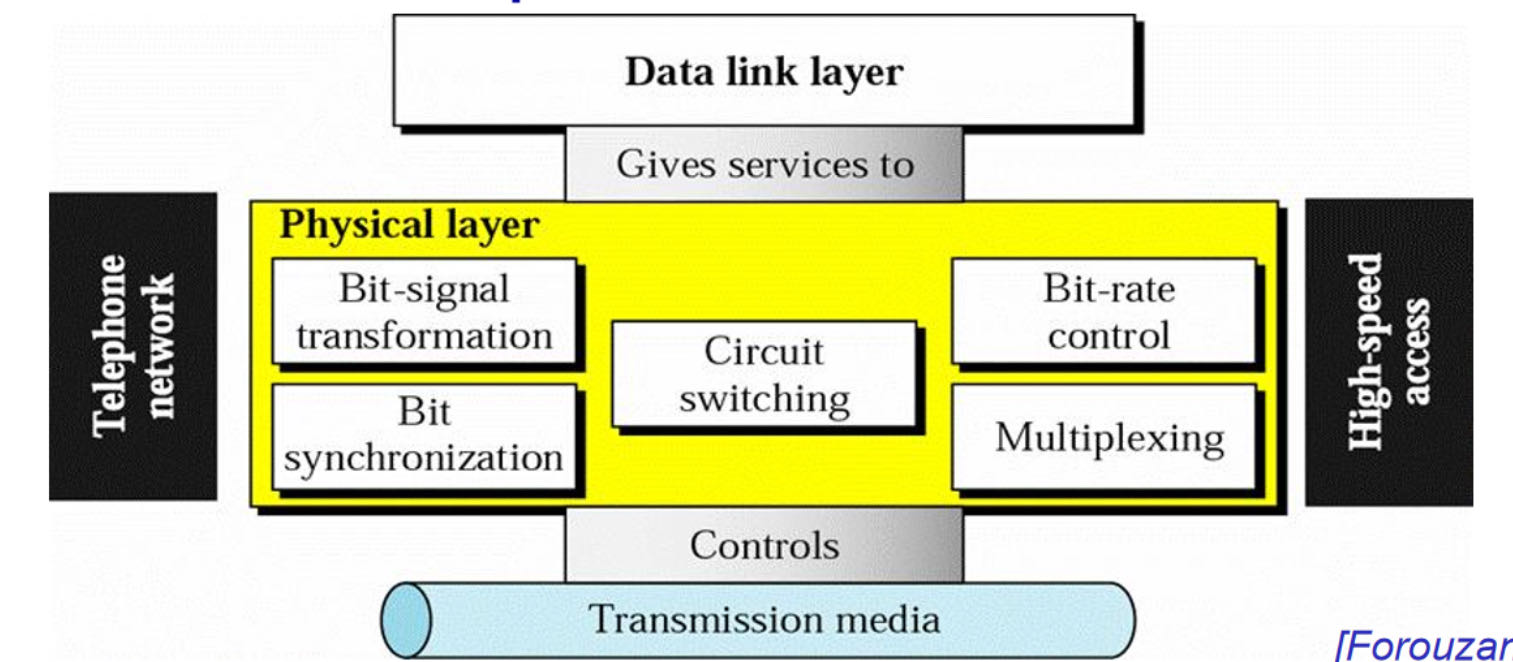 Data link layer
Gives services to
Telephone
network
Physical layer
Bit-signal
transformation
Bit
synchronization
Circuit
switching
Bit-rate
control
Multiplexing
High-speed
access
Controls
Transmission media